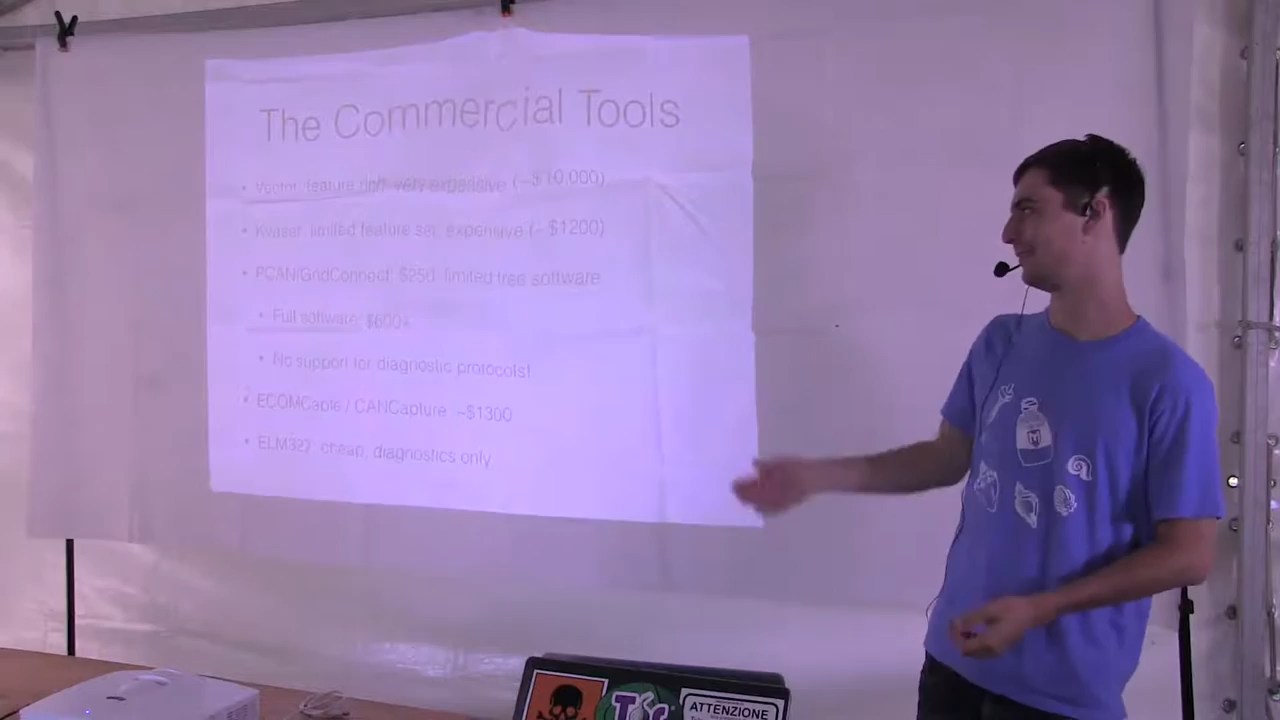 The Commercial Tools
• Vector: feature rich, very expensive (~$10,000)
• Kvaser: limited feature set, expensive (~$1200)
• PCAN/GridConnect: $250, limited free software
• Full software: $600+
• No support for diagnostic protocols!
• ECOMCable / CANCapture: ~$1300
• ELM327: cheap, diagnostics only
ATTENZIONE